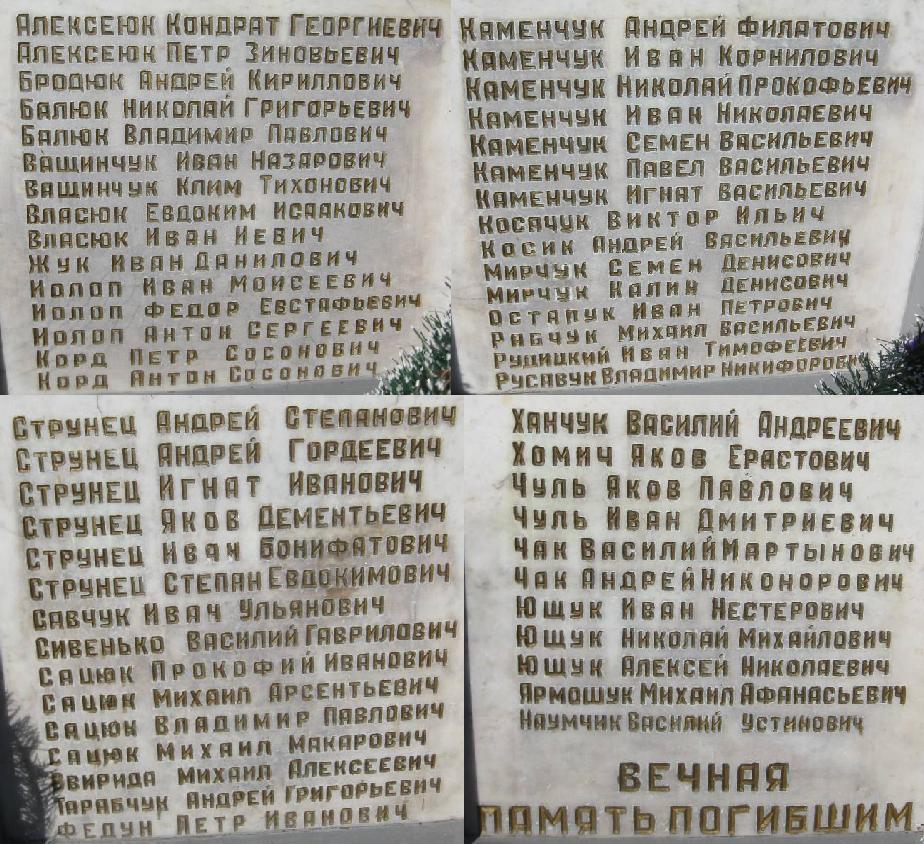 Алексеюк Кондрат Георгиевич
Алексеюк Петр Зиновьевич
Бродюк Андрей Кириллович
Балюк Николай Григорьевич
Балюк Владимир Павлович
Ващинчук Иван Назарович
Ващинчук Клим Тихонович
Власюк Евдоким Исаакович
Власюк Иван Иевич
Жук Иван Данилович
Иолоп Иван Моисеевич
Иолоп Федор Евстафьевич
Иолоп Антон Сергеевич
Корд Петр Сосонович
Корд Антон Сосонович
Каменчук Андрей Филатович
Каменчук Иван Корнилович
Каменчук Николай Прокофьевич
Каменчук Иван Николаевич
Каменчук Семен Васильевич
Каменчук Павел Васильевич
Каменчук Игнат Васильевич
Косачук Виктор Ильич
Косик Андрей Васильевич
Мирчук Семен Денисович
Мирчук Калин Денисович
Остапук Иван Петрович
Рабчук Михаил Васильевич
Рудицкий Иван Тимофеевич
Русавук Владимир Никифорович
Струнец Андрей Степанович
Струнец Андрей Гордеевич
Струнец Игнат Иванович
Струнец Яков Дементьевич
Струнец Иван Бонифатович
Струнец Степан Евдокимович
Савчук Иван Ульянович
Сивенько Василий Гаврилович
Сацюк Прокофий Иванович
Сацюк Михаил Арсентьевич
Сацюк Владимир Павлович
Сацюк Михаил Макарович
Свирида Михаил Алексеевич
Тарабчук Андрей Григорьевич
Федун Петр Иванович
Ханчук Василий Андреевич
Хомич Яков Ерастович
Чуль Яков Павлович
Чуль Иван Дмитриевич
Чак Василий Мартынович
Чак Андрей Никонорович
Ющук Иван Нестерович
Ющук Николай Михайлович
Ющук Алексей Николаевич
Ярмошук Михаил Афанасьевич
Наумчик Василий Устинович
ВЕЧНАЯ
ПАМЯТЬ ПОГИБШИМ